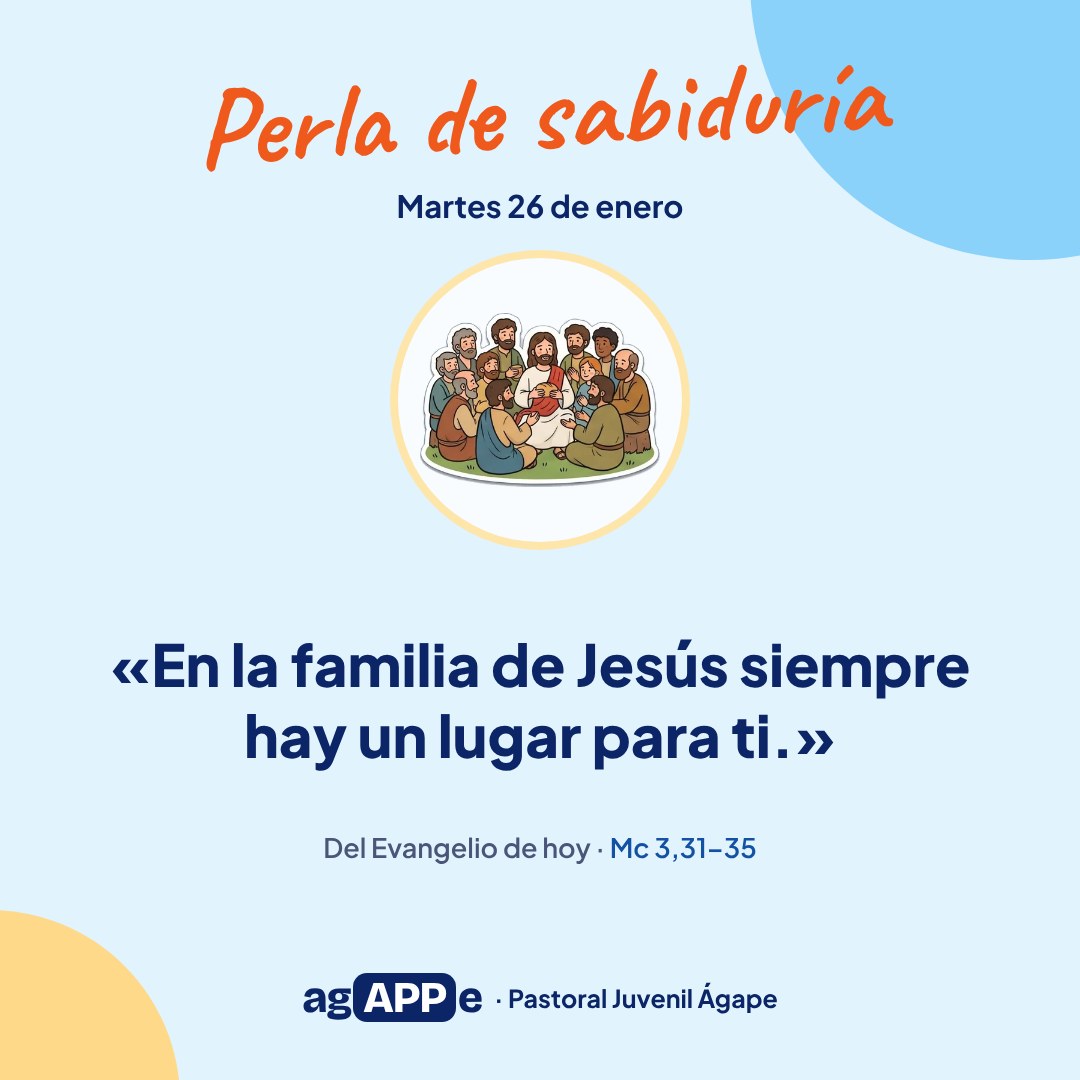 Perla de sabiduría
Martes 26 de enero
«En la familia de Jesús siempre
hay un lugar para ti.»
Del Evangelio de hoy · Mc 3,31–35
agAPPe · Pastoral Juvenil Ágape